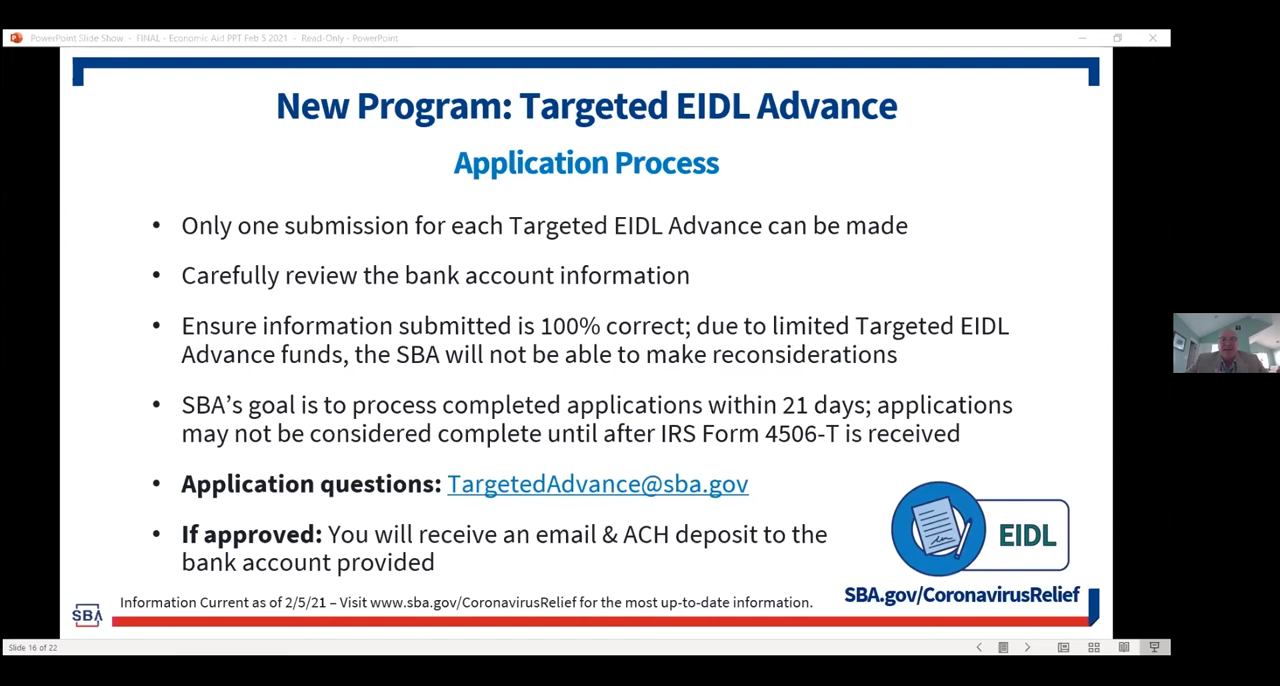 PowerPoint Slide Show - FINAL - Economic Aid PPT Feb 5 2021 - Read-Only - PowerPoint
New Program: Targeted EIDL Advance
Application Process
• Only one submission for each Targeted EIDL Advance can be made
• Carefully review the bank account information
• Ensure information submitted is 100% correct; due to limited Targeted EIDL
Advance funds, the SBA will not be able to make reconsiderations
• SBA’s goal is to process completed applications within 21 days; applications
may not be considered complete until after IRS Form 4506-T is received
• Application questions: TargetedAdvance@sba.gov
• If approved: You will receive an email & ACH deposit to the
bank account provided
EIDL
SBA.gov/CoronavirusRelief
SBA
Information Current as of 2/5/21 – Visit www.sba.gov/CoronavirusRelief for the most up-to-date information.
Slide 16 of 22